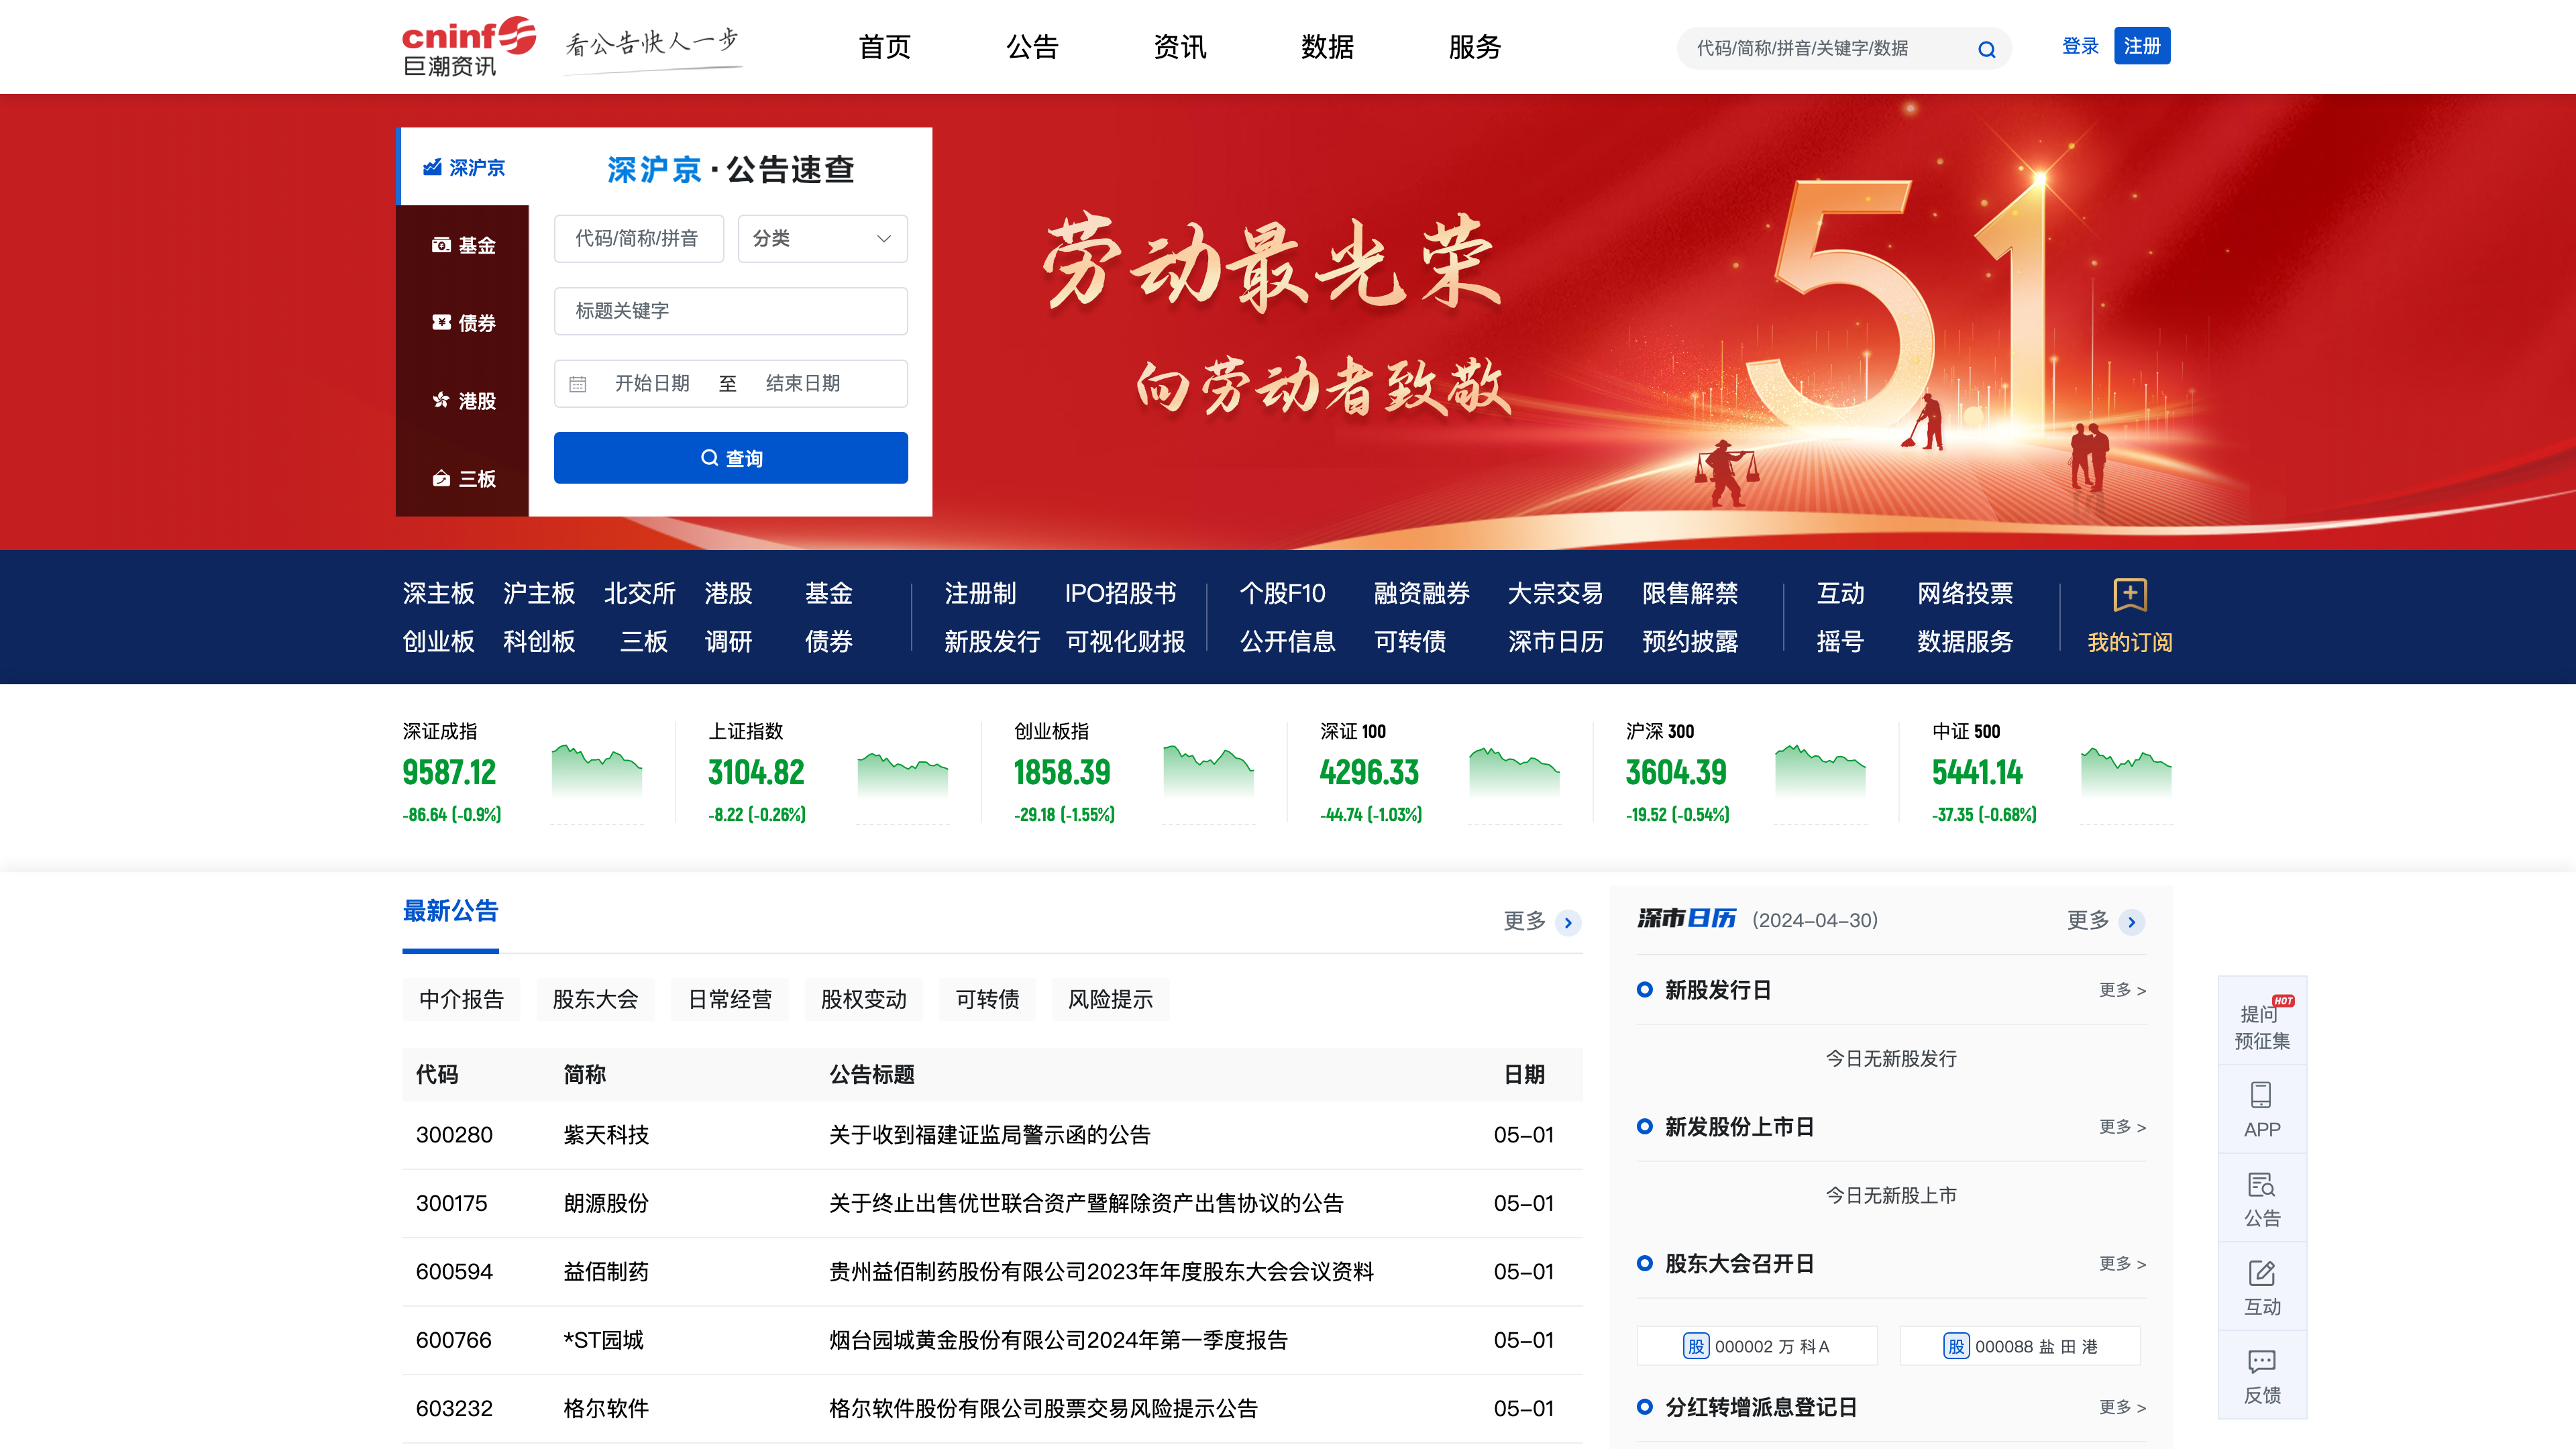 cninf
巨潮资讯
看公告快人一步
首页 公告 资讯 数据 服务
代码/简称/拼音/关键字/数据
登录 注册
深沪京
基金
债券
港股
三板
深沪京·公告速查
代码/简称/拼音 分类
标题关键字
开始日期 至 结束日期
查询
劳动最光荣
向劳动者致敬
51
深主板 沪主板 北交所 港股 基金 注册制 IPO招股书 个股F10 融资融券 大宗交易 限售解禁 互动 网络投票
创业板 科创板 三板 调研 债券 新股发行 可视化财报 公开信息 可转债 深市日历 预约披露 摇号 数据服务 我的订阅
深证成指
9587.12
-86.64 (-0.9%)
上证指数
3104.82
-8.22 (-0.26%)
创业板指
1858.39
-29.18 (-1.55%)
深证 100
4296.33
-44.74 (-1.03%)
沪深 300
3604.39
-19.52 (-0.54%)
中证 500
5441.14
-37.35 (-0.68%)
最新公告 更多
中介报告 股东大会 日常经营 股权变动 可转债 风险提示
代码 简称 公告标题 日期
300280 紫天科技 关于收到福建证监局警示函的公告 05-01
300175 朗源股份 关于终止出售优世联合资产暨解除资产出售协议的公告 05-01
600594 益佰制药 贵州益佰制药股份有限公司2023年年度股东大会会议资料 05-01
600766 *ST园城 烟台园城黄金股份有限公司2024年第一季度报告 05-01
603232 格尔软件 格尔软件股份有限公司股票交易风险提示公告 05-01
深市日历 (2024-04-30) 更多
新股发行日 更多 >
今日无新股发行
新发股份上市日 更多 >
今日无新股上市
股东大会召开日 更多 >
股 000002 万 科A 股 000088 盐 田 港
分红转增派息登记日 更多 >
HOT
提问
预征集
APP
公告
互动
反馈